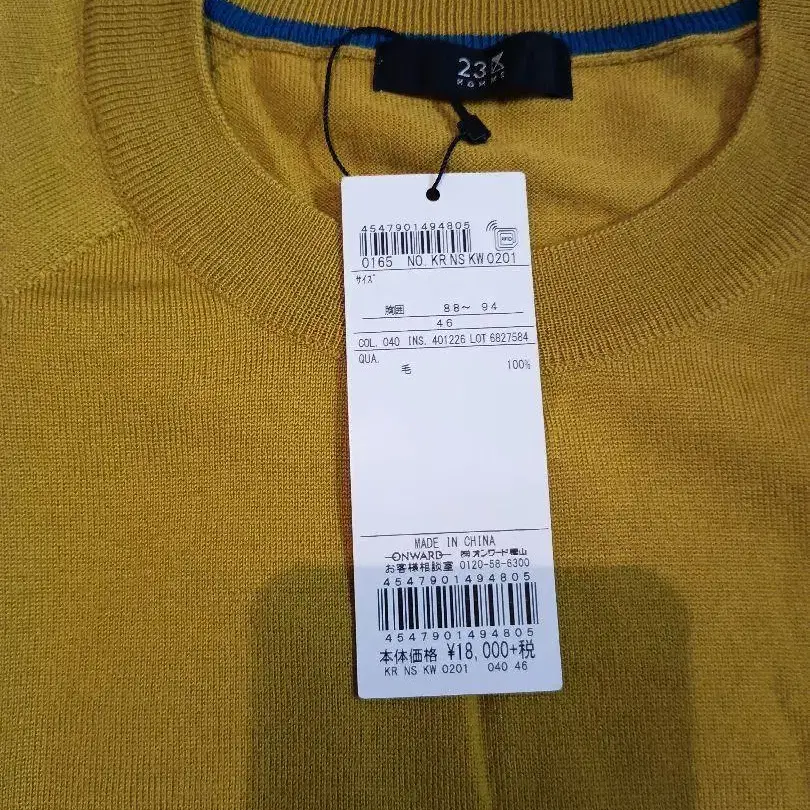 23区
HOMME
4547901494805
RFID
0165 NO. KR NS KW 0201
サイズ
胸囲 88～ 94
46
COL. 040 INS. 401226 LOT 6827584
QUA.
毛 100%
MADE IN CHINA
ONWARD ㈱オンワード樫山
お客様相談室 0120-58-6300
4547901494805
4547901494805
本体価格 ¥18,000+税
KR NS KW 0201 040 46